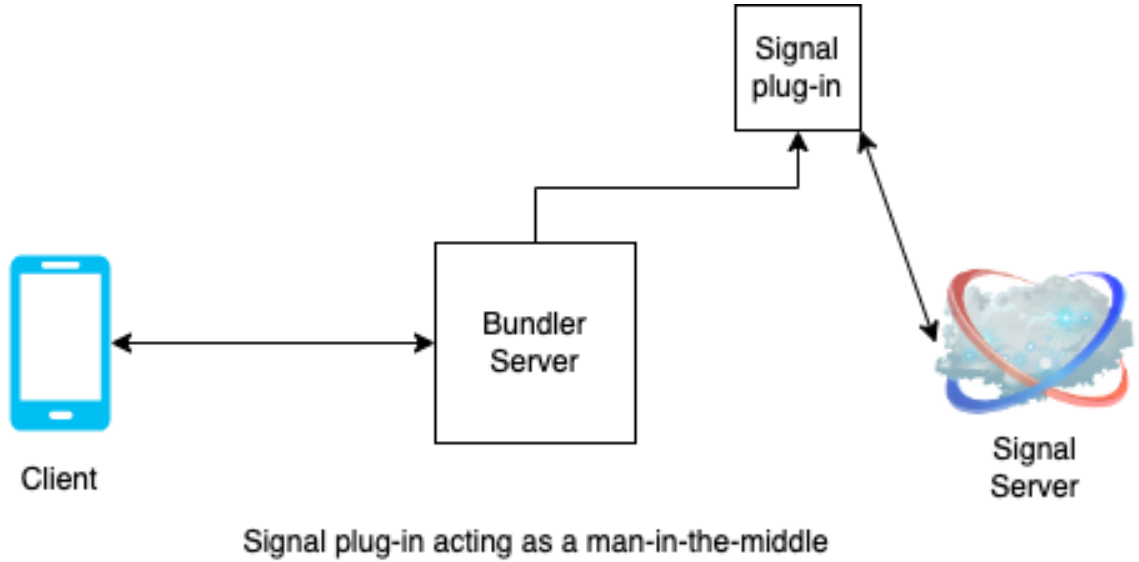 Signal
plug-in
Bundler
Server
Client
Signal
Server
Signal plug-in acting as a man-in-the-middle